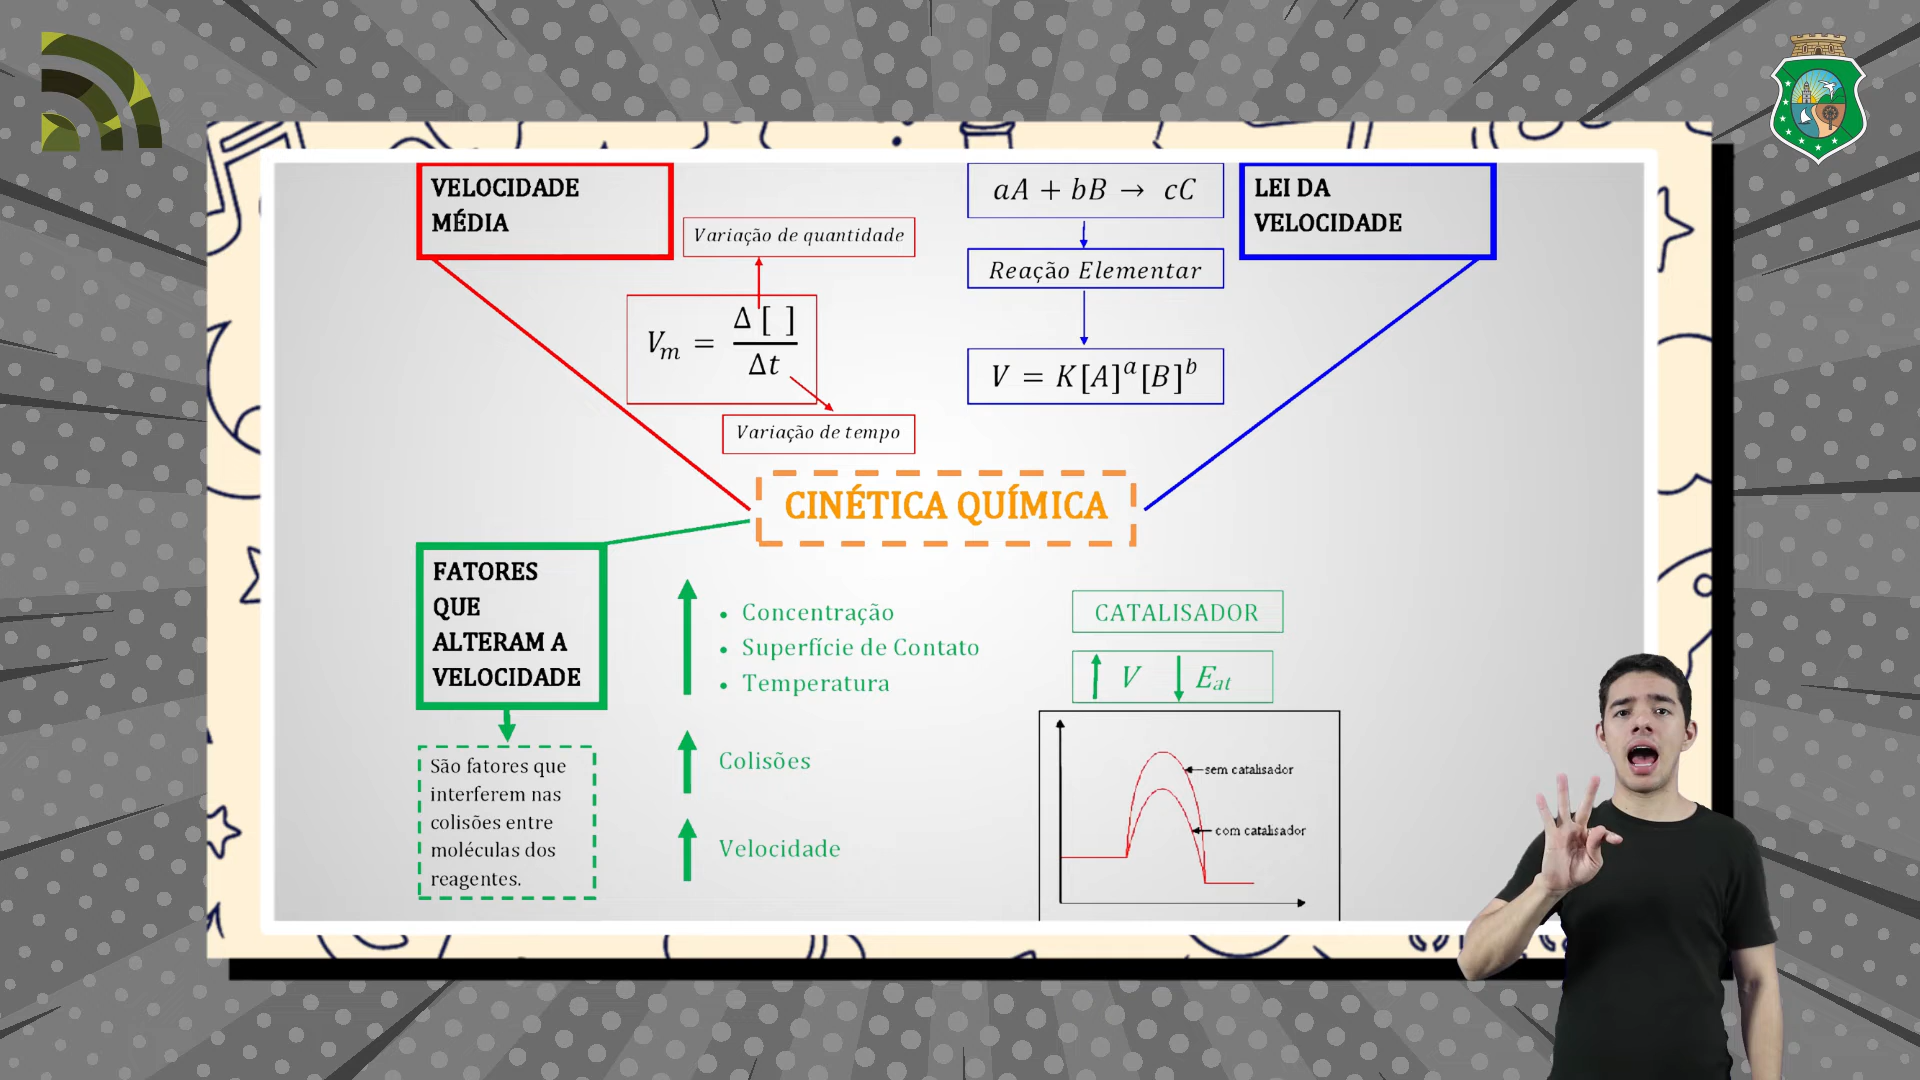 VELOCIDADE
MÉDIA
Variação de quantidade
V_m = Δ [ ] / Δt
Variação de tempo
aA + bB → cC
Reação Elementar
V = K[A]^a[B]^b
LEI DA
VELOCIDADE
CINÉTICA QUÍMICA
FATORES
QUE
ALTERAM A
VELOCIDADE
São fatores que
interferem nas
colisões entre
moléculas dos
reagentes.
• Concentração
• Superfície de Contato
• Temperatura
Colisões
Velocidade
CATALISADOR
↑ V ↓ E_at
sem catalisador
com catalisador